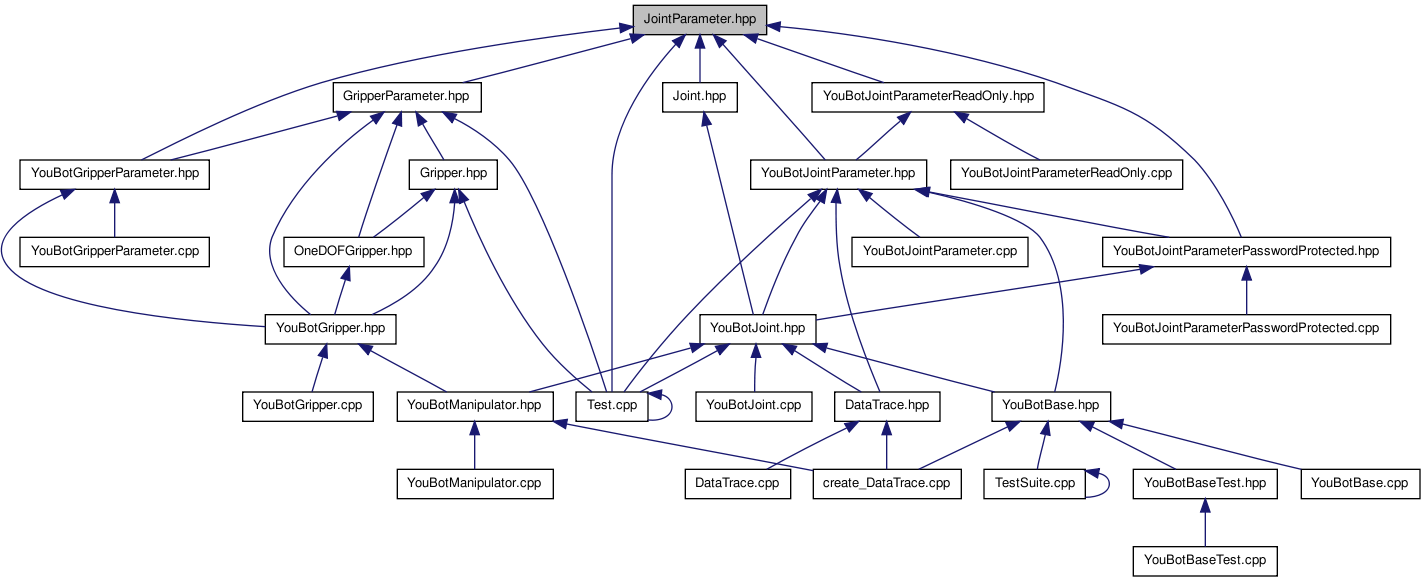 JointParameter.hpp
GripperParameter.hpp
Joint.hpp
YouBotJointParameterReadOnly.hpp
YouBotGripperParameter.hpp
Gripper.hpp
YouBotJointParameter.hpp
YouBotJointParameterReadOnly.cpp
YouBotGripperParameter.cpp
OneDOFGripper.hpp
YouBotJointParameter.cpp
YouBotJointParameterPasswordProtected.hpp
YouBotGripper.hpp
YouBotJoint.hpp
YouBotJointParameterPasswordProtected.cpp
YouBotGripper.cpp
YouBotManipulator.hpp
Test.cpp
YouBotJoint.cpp
DataTrace.hpp
YouBotBase.hpp
YouBotManipulator.cpp
DataTrace.cpp
create_DataTrace.cpp
TestSuite.cpp
YouBotBaseTest.hpp
YouBotBase.cpp
YouBotBaseTest.cpp